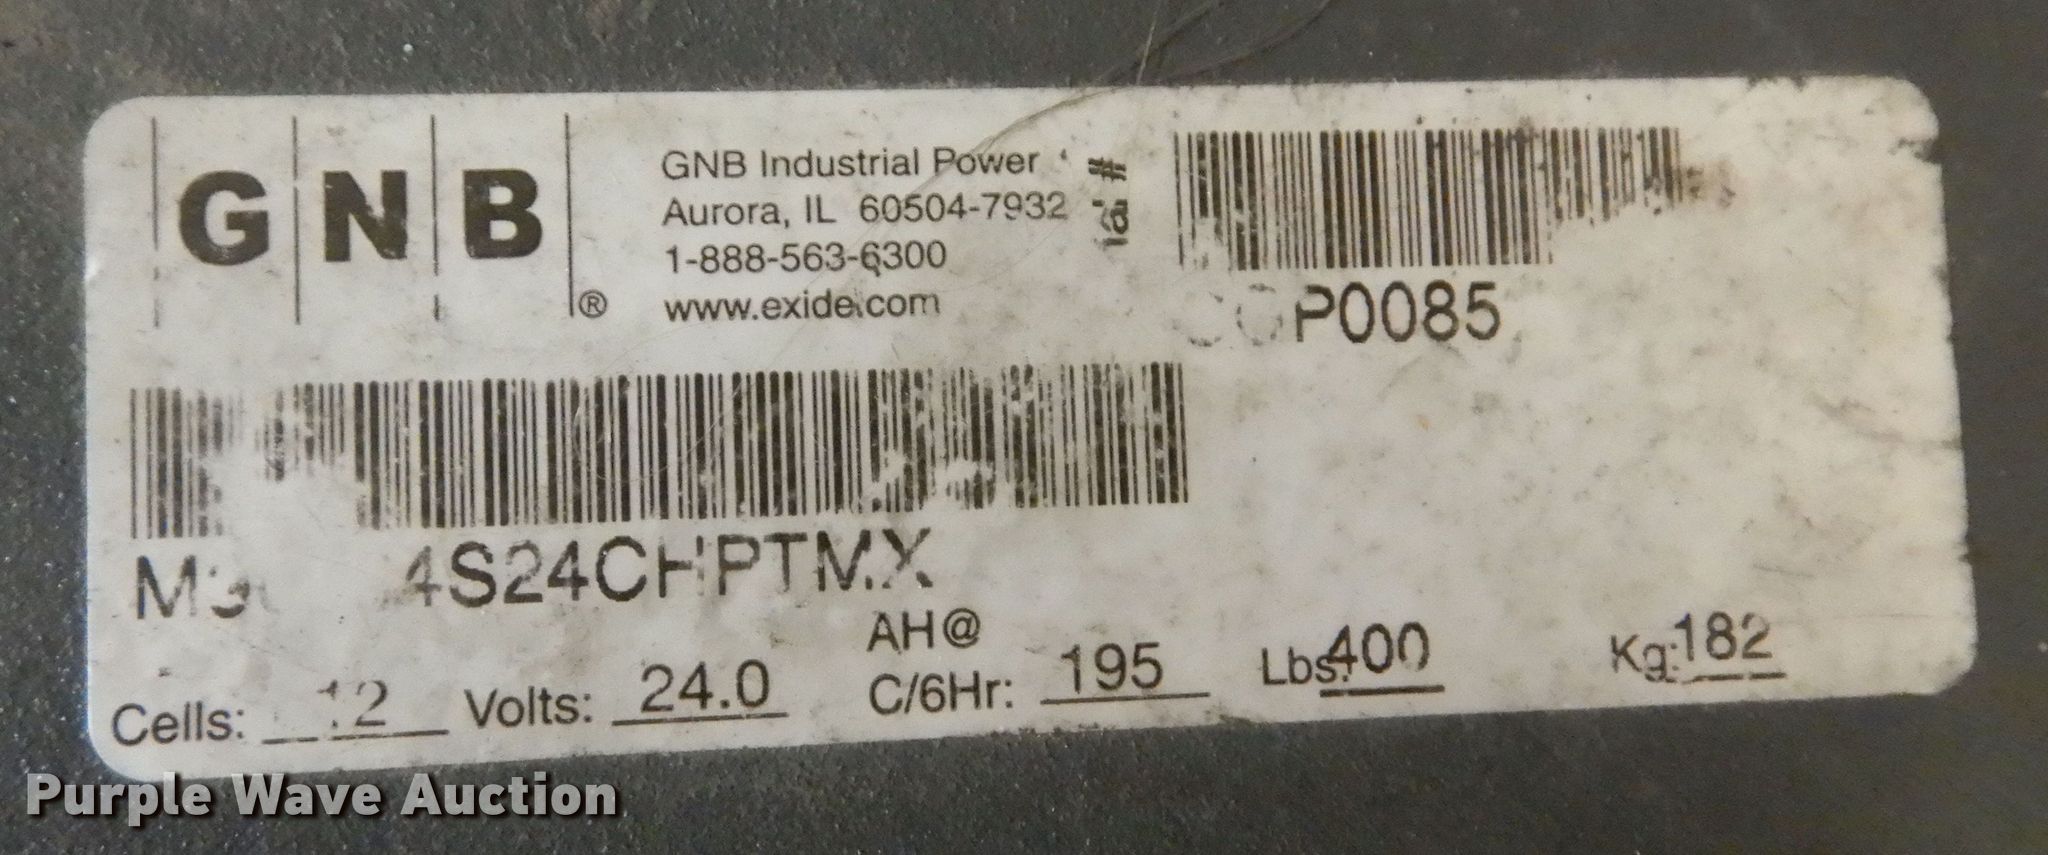 GNB®
GNB Industrial Power
Aurora, IL 60504-7932
1-888-563-6300
www.exide.com
P0085
4S24CHPTMX
Cells: 12 Volts: 24.0 AH@ C/6Hr: 195 Lbs: 400 Kg: 182
Purple Wave Auction